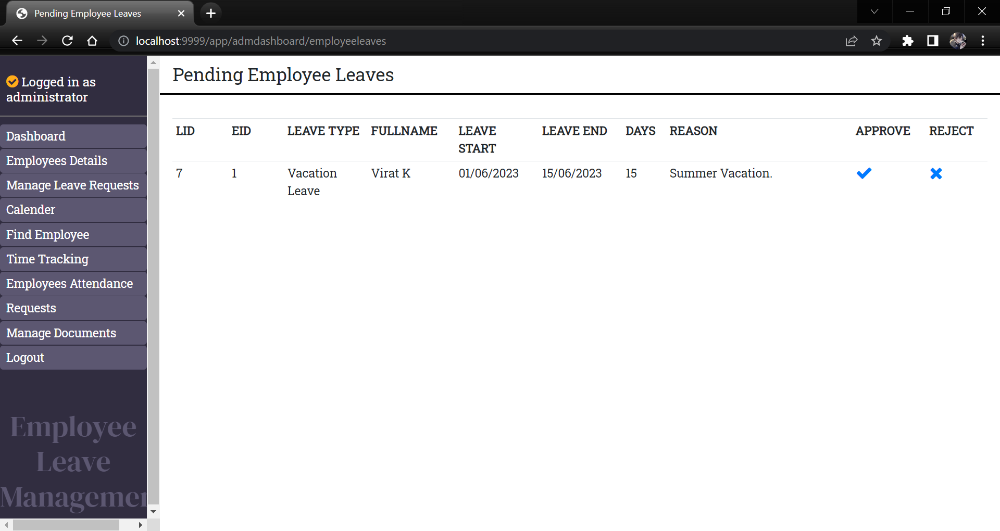 Pending Employee Leaves
localhost:9999/app/admdashboard/employeeleaves
Logged in as
administrator
Dashboard
Employees Details
Manage Leave Requests
Calender
Find Employee
Time Tracking
Employees Attendance
Requests
Manage Documents
Logout
Employee
Leave
Managemen
Pending Employee Leaves
LID EID LEAVE TYPE FULLNAME LEAVE LEAVE END DAYS REASON APPROVE REJECT
START
7 1 Vacation Virat K 01/06/2023 15/06/2023 15 Summer Vacation.
Leave